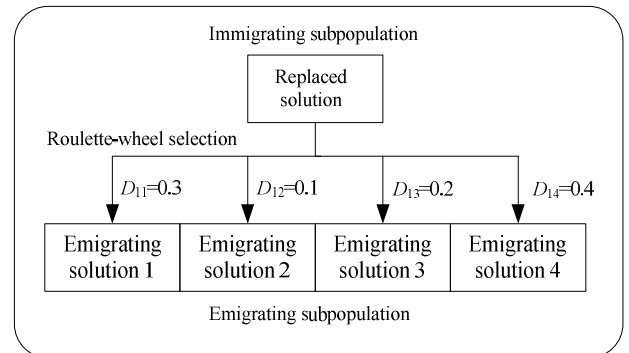 Immigrating subpopulation
Replaced
solution
Roulette-wheel selection
D11=0.3
D12=0.1
D13=0.2
D14=0.4
Emigrating
solution 1
Emigrating
solution 2
Emigrating
solution 3
Emigrating
solution 4
Emigrating subpopulation